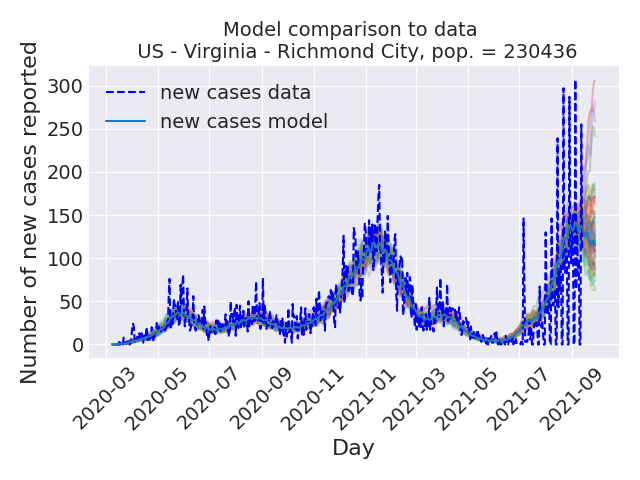 Model comparison to data
US - Virginia - Richmond City, pop. = 230436
Number of new cases reported
300
250
200
150
100
50
0
new cases data
new cases model
2020-03
2020-05
2020-07
2020-09
2020-11
2021-01
2021-03
2021-05
2021-07
2021-09
Day